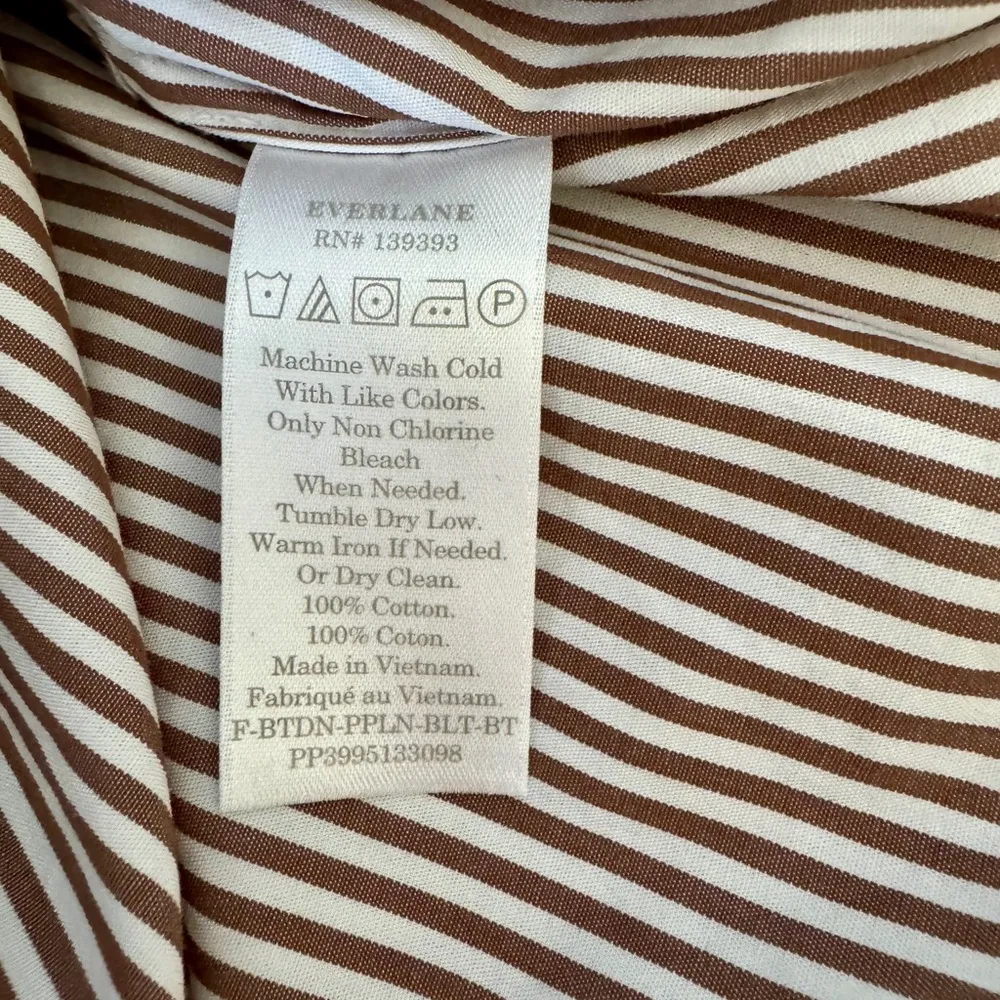 EVERLANE
RN# 139393
P
Machine Wash Cold
With Like Colors.
Only Non Chlorine
Bleach
When Needed.
Tumble Dry Low.
Warm Iron If Needed.
Or Dry Clean.
100% Cotton.
100% Coton.
Made in Vietnam.
Fabriqué au Vietnam.
F-BTDN-PPLN-BLT-BT
PP3995133098